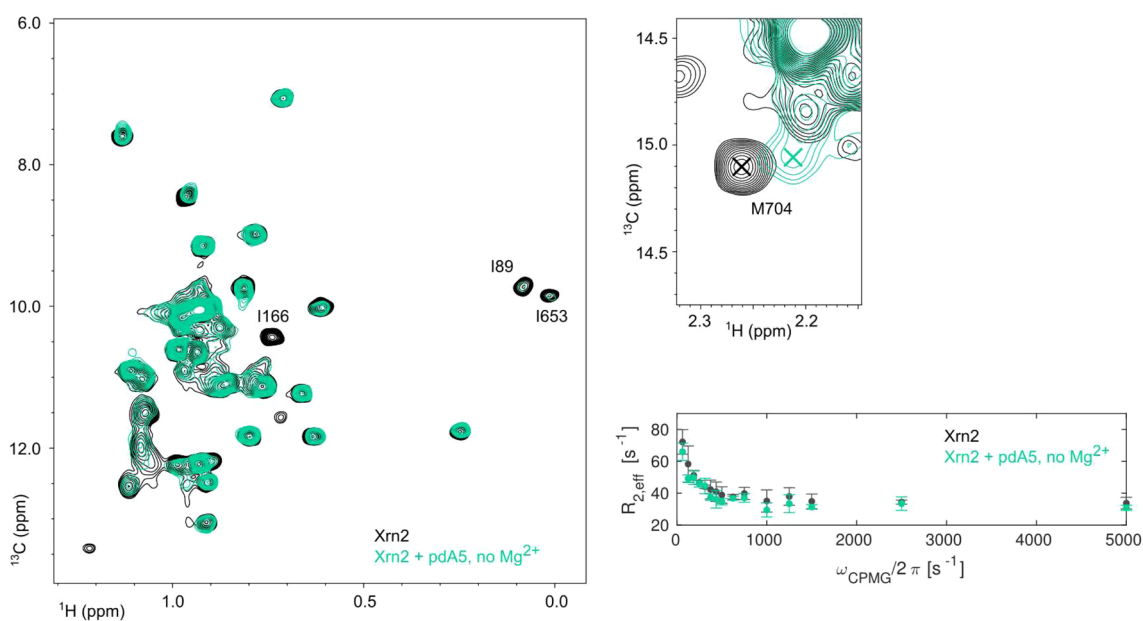 6.0
8.0
10.0
12.0
¹³C (ppm)
I89
I653
I166
Xrn2
Xrn2 + pdA5, no Mg²⁺
¹H (ppm)
1.0
0.5
0.0
14.5
15.0
14.5
¹³C (ppm)
M704
2.3
2.2
¹H (ppm)
80
60
40
20
R2,eff [s⁻¹]
Xrn2
Xrn2 + pdA5, no Mg²⁺
0
1000
2000
3000
4000
5000
ωCPMG/2 π [s⁻¹]